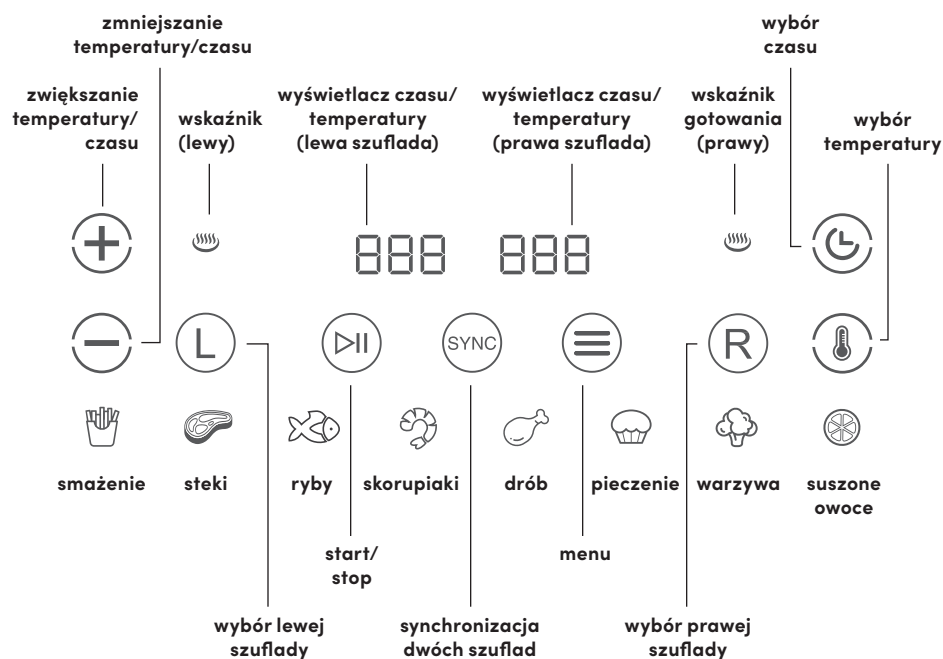 zmniejszanie
temperatury/czasu
wybór
czasu
zwiększanie
temperatury/
czasu
wskaźnik
(lewy)
wyświetlacz czasu/
temperatury
(lewa szuflada)
wyświetlacz czasu/
temperatury
(prawa szuflada)
wskaźnik
gotowania
(prawy)
wybór
temperatury
888
888
L
SYNC
R
smażenie
steki
ryby
skorupiaki
drób
pieczenie
warzywa
suszone
owoce
start/
stop
menu
wybór lewej
szuflady
synchronizacja
dwóch szuflad
wybór prawej
szuflady